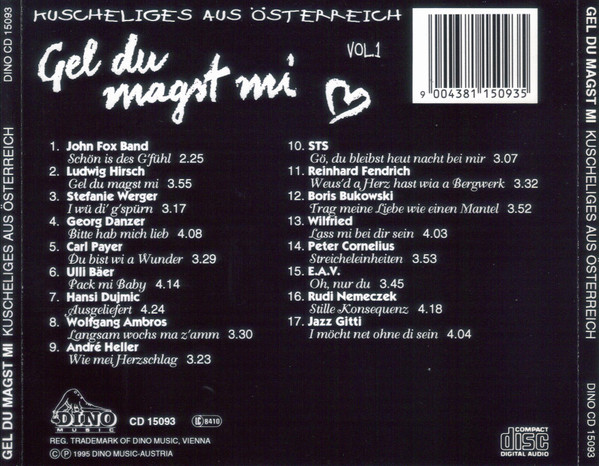 KUSCHELIGES AUS ÖSTERREICH
Gel du
magst mi
VOL.1
9 004381 150935
1. John Fox Band
Schön is des G'fühl 2.25
2. Ludwig Hirsch
Gel du magst mi 3.55
3. Stefanie Werger
I wü di' g'spürn 3.17
4. Georg Danzer
Bitte hab mich lieb 4.08
5. Carl Payer
Du bist wi a Wunder 3.29
6. Ulli Bäer
Pack mi Baby 4.14
7. Hansi Dujmic
Ausgeliefert 4.24
8. Wolfgang Ambros
Langsam wochs ma z'amm 3.30
9. André Heller
Wie mei Herzschlag 3.23
10. STS
Gö, du bleibst heut nacht bei mir 3.07
11. Reinhard Fendrich
Weus'd a Herz hast wia a Bergwerk 3.32
12. Boris Bukowski
Trag meine Liebe wie einen Mantel 3.52
13. Wilfried
Lass mi bei dir sein 4.03
14. Peter Cornelius
Streicheleinheiten 3.53
15. E.A.V.
Oh, nur du 3.45
16. Rudi Nemeczek
Stille Konsequenz 4.18
17. Jazz Gitti
I möcht net ohne di sein 4.04
DINO
MUSIC
CD 15093
LC 8410
REG. TRADEMARK OF DINO MUSIC, VIENNA
©℗ 1995 DINO MUSIC-AUSTRIA
COMPACT
disc
DIGITAL AUDIO
GEL DU MAGST MI KUSCHELIGES AUS ÖSTERREICH DINO CD 15093
GEL DU MAGST MI KUSCHELIGES AUS ÖSTERREICH DINO CD 15093